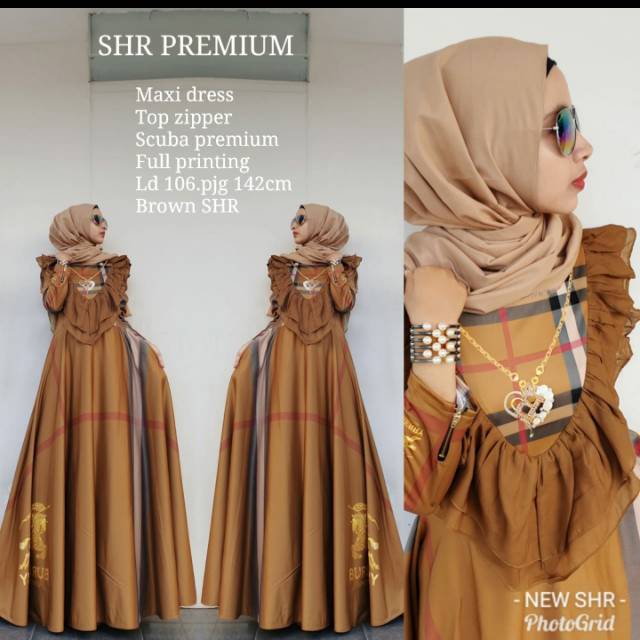 SHR PREMIUM
Maxi dress
Top zipper
Scuba premium
Full printing
Ld 106.pjg 142cm
Brown SHR
- NEW SHR -
PhotoGrid